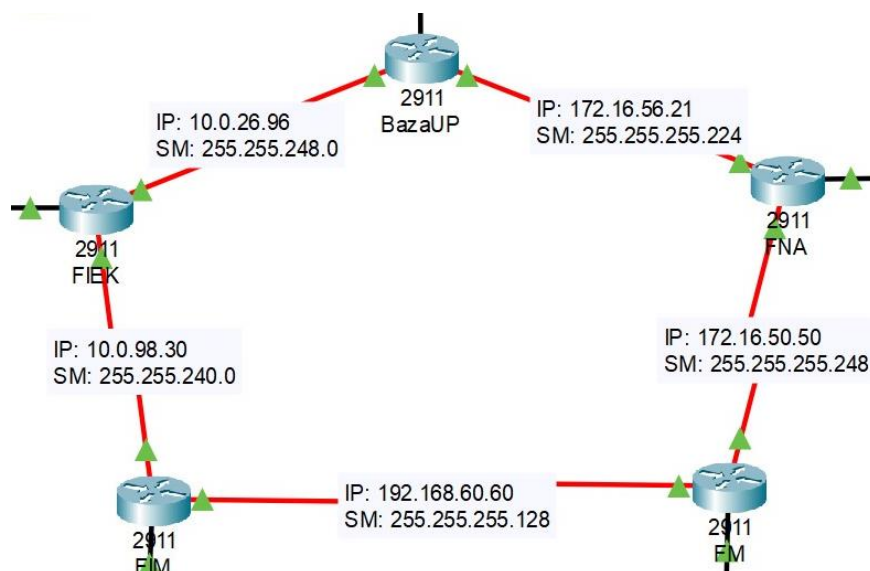 2911
BazaUP
IP: 10.0.26.96
SM: 255.255.248.0
IP: 172.16.56.21
SM: 255.255.255.224
2911
FIEK
2911
FNA
IP: 10.0.98.30
SM: 255.255.240.0
IP: 172.16.50.50
SM: 255.255.255.248
IP: 192.168.60.60
SM: 255.255.255.128
2911
FIM
2911
FM